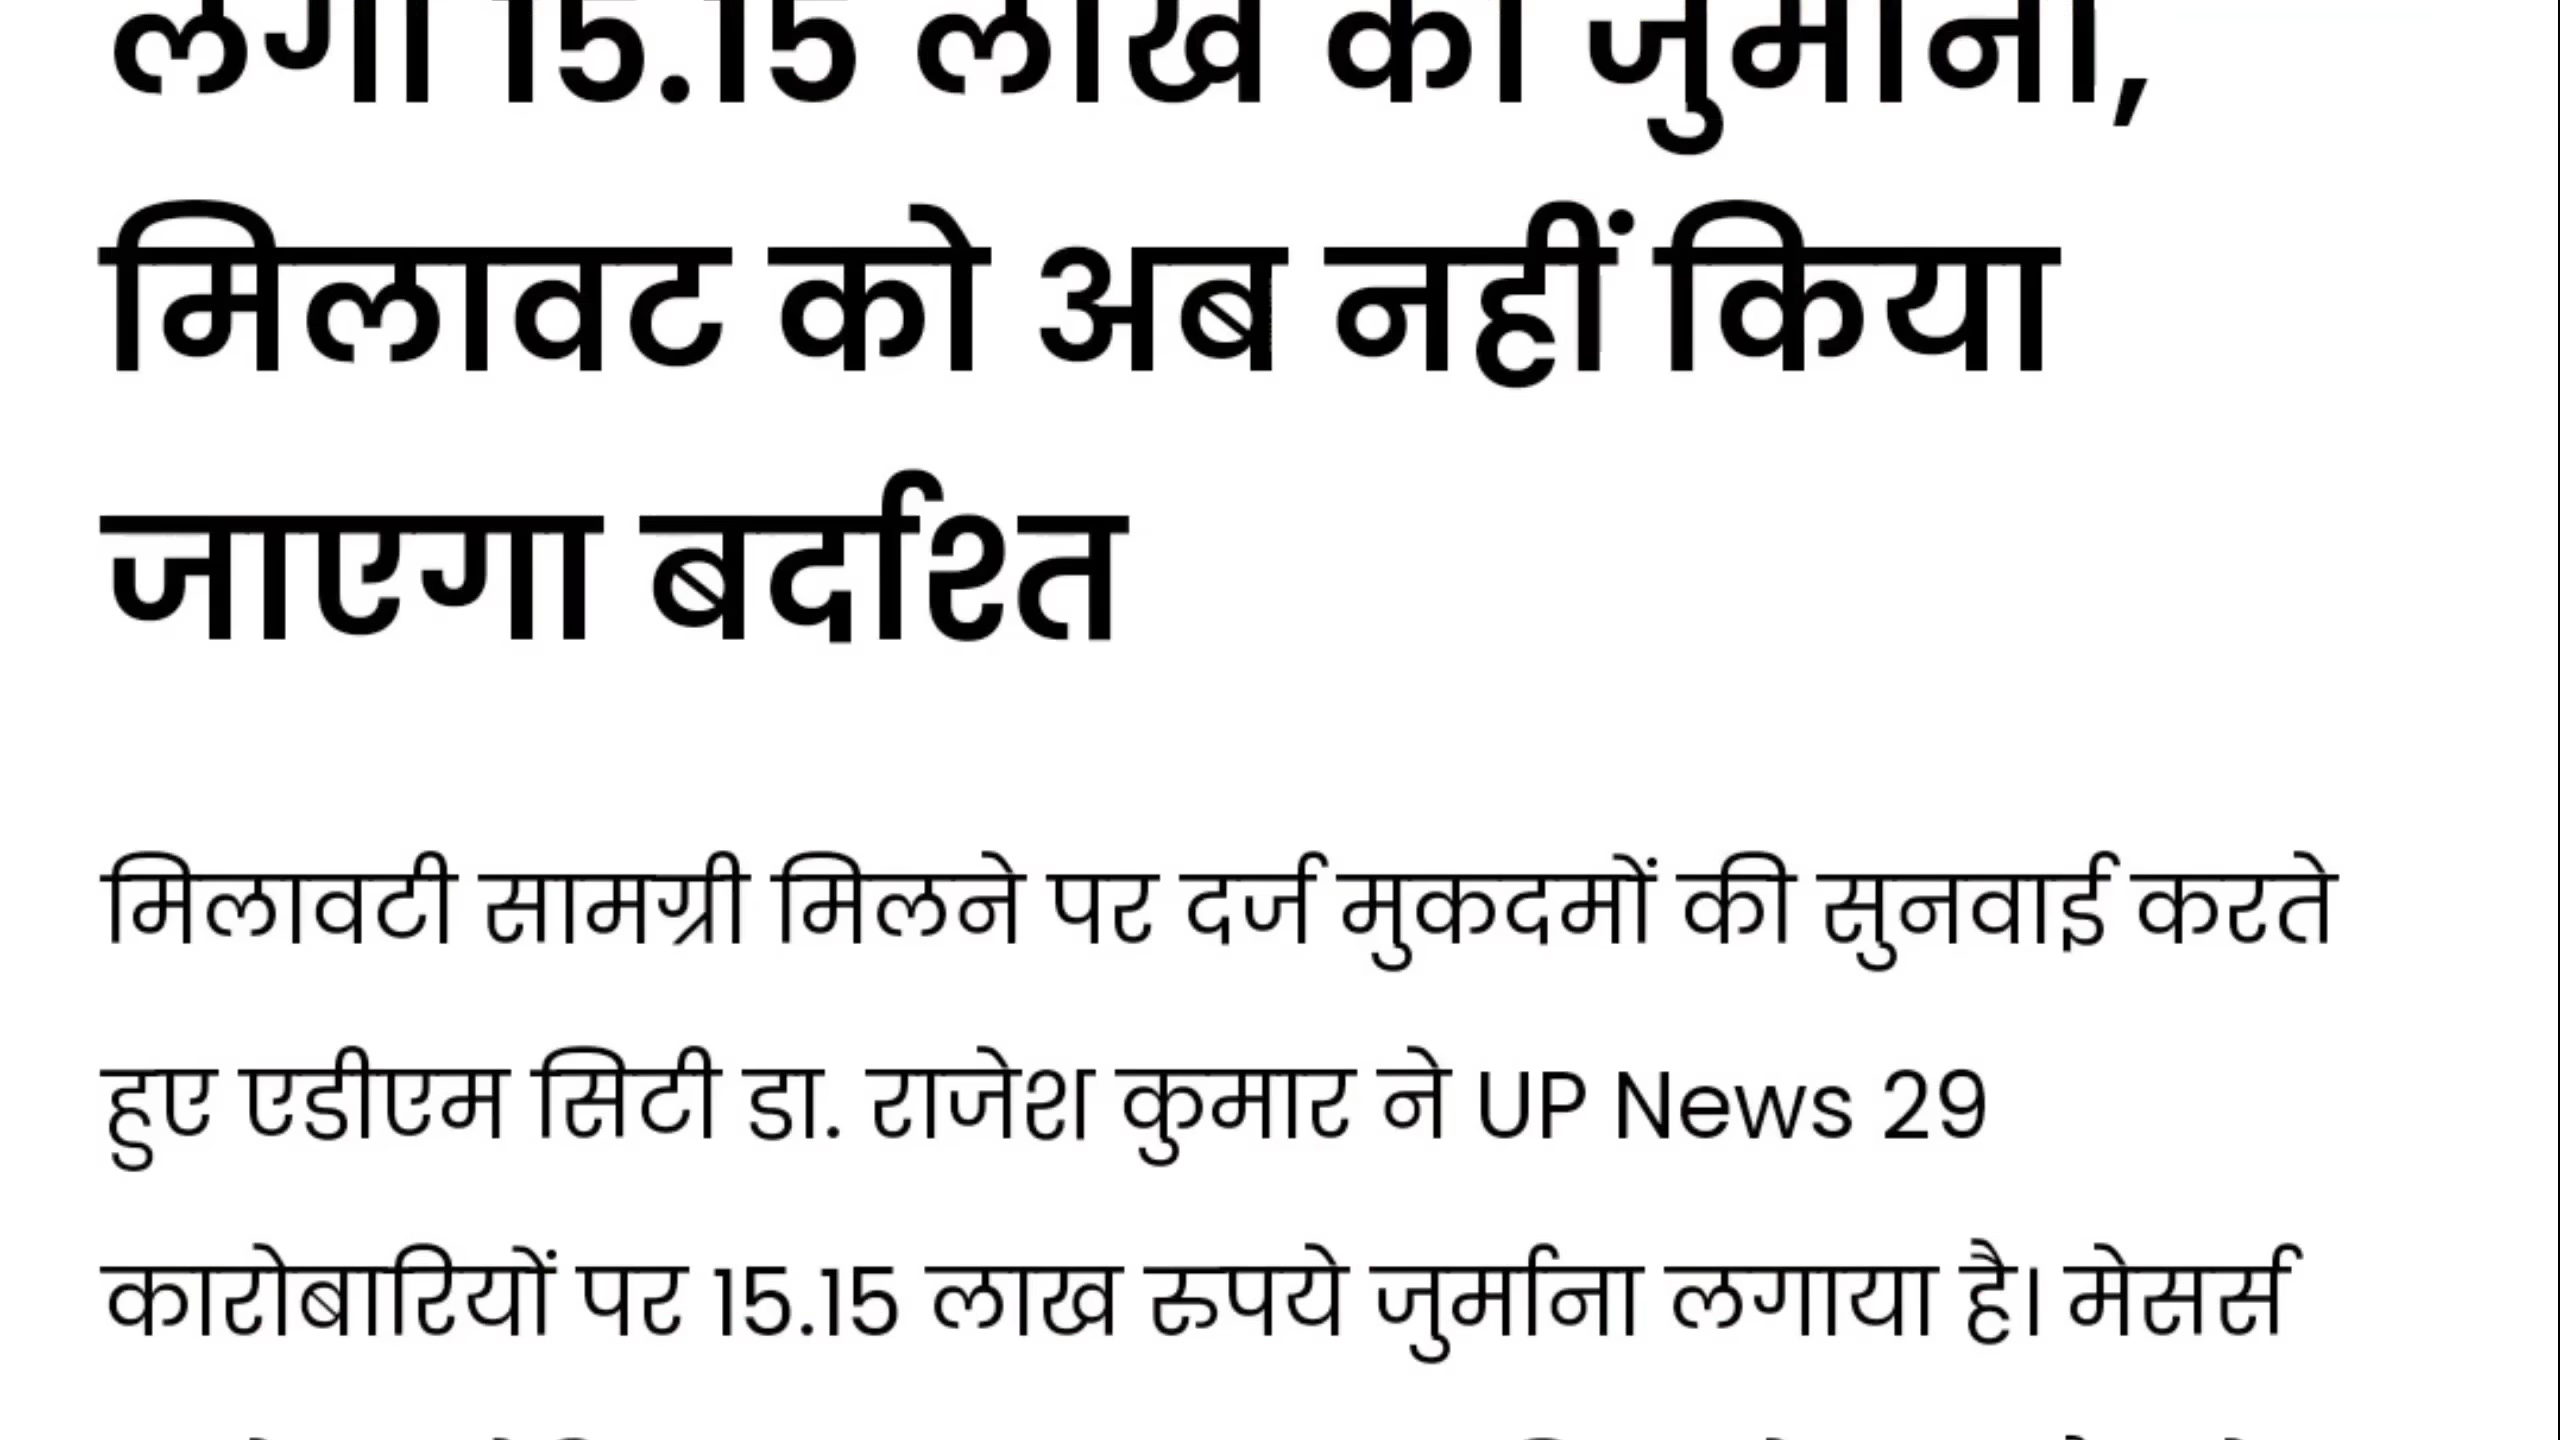 लगा 15.15 लाख का जुर्माना,
मिलावट को अब नहीं किया
जाएगा बर्दाश्त
मिलावटी सामग्री मिलने पर दर्ज मुकदमों की सुनवाई करते
हुए एडीएम सिटी डा. राजेश कुमार ने UP News 29
कारोबारियों पर 15.15 लाख रुपये जुर्माना लगाया है। मेसर्स